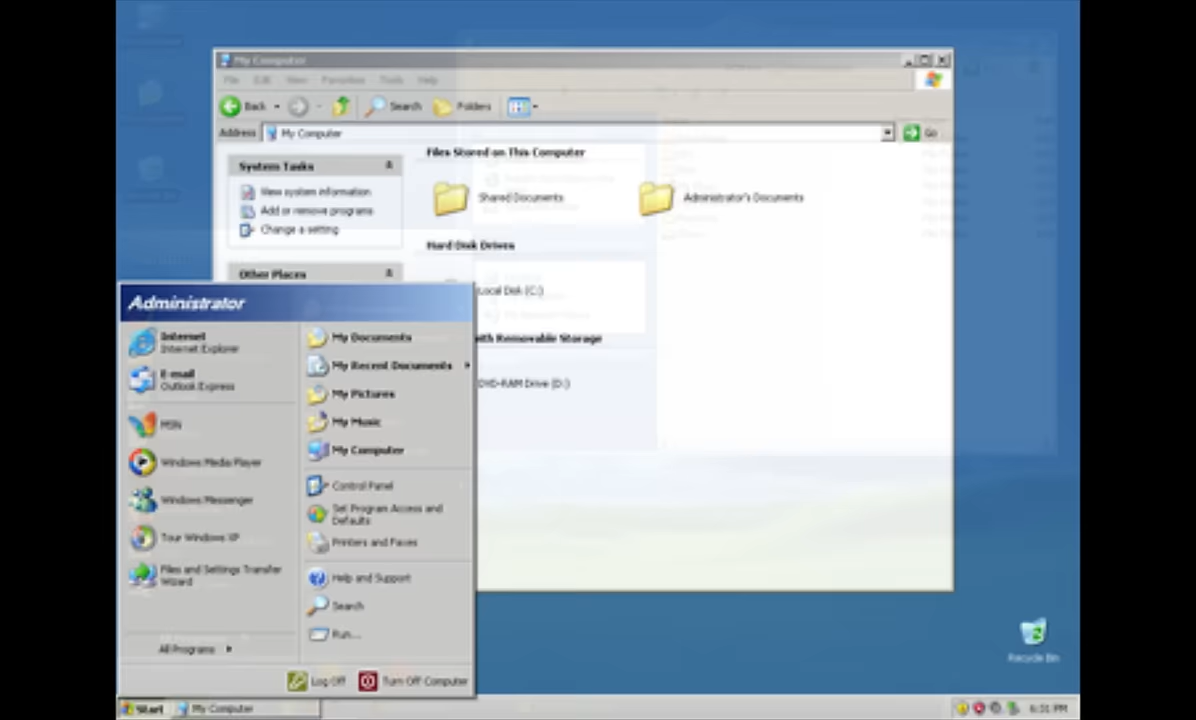 My Computer
File Edit View Favorites Tools Help
Back Search Folders
Address My Computer Go
System Tasks
View system information
Add or remove programs
Change a setting
Other Places
Files Stored on This Computer
Shared Documents Administrator's Documents
Hard Disk Drives
Local Disk (C:)
with Removable Storage
DVD-RAM Drive (D:)
Administrator
Internet
Internet Explorer
E-mail
Outlook Express
MSN
Windows Media Player
Windows Messenger
Tour Windows XP
Files and Settings Transfer
Wizard
All Programs
My Documents
My Recent Documents
My Pictures
My Music
My Computer
Control Panel
Set Program Access and
Defaults
Printers and Faxes
Help and Support
Search
Run...
Log Off Turn Off Computer
Recycle Bin
Start My Computer 6:31 PM